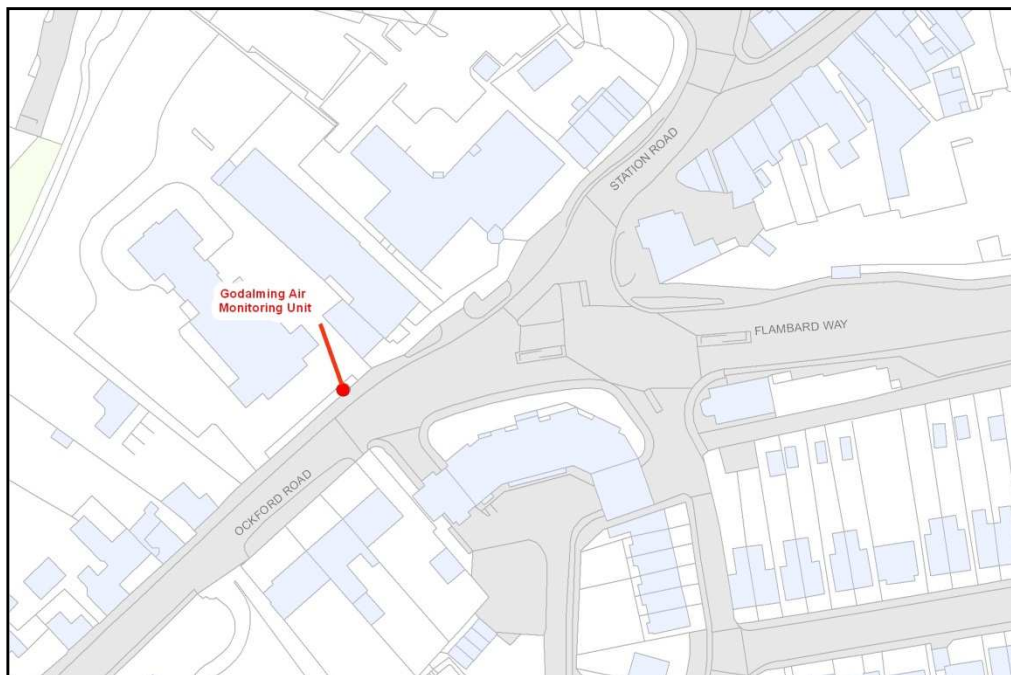 STATION ROAD
Godalming Air
Monitoring Unit
FLAMBARD WAY
OCKFORD ROAD